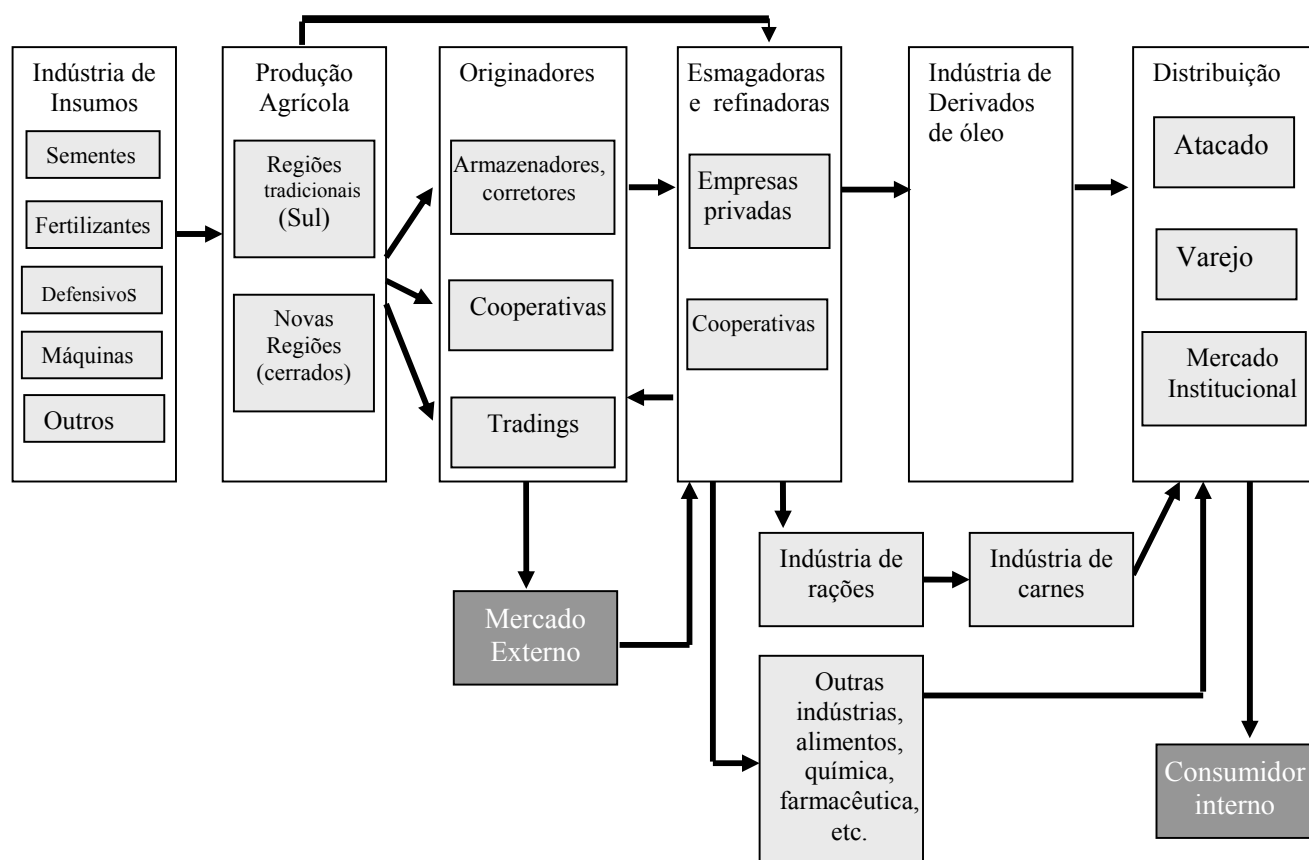 Indústria de
Insumos
Sementes
Fertilizantes
Defensivos
Máquinas
Outros
Produção
Agrícola
Regiões
tradicionais
(Sul)
Novas
Regiões
(cerrados)
Originadores
Armazenadores,
corretores
Cooperativas
Tradings
Esmagadoras
e refinadoras
Empresas
privadas
Cooperativas
Indústria de
Derivados
de óleo
Distribuição
Atacado
Varejo
Mercado
Institucional
Mercado
Externo
Indústria de
rações
Indústria de
carnes
Outras
indústrias,
alimentos,
química,
farmacêutica,
etc.
Consumidor
interno